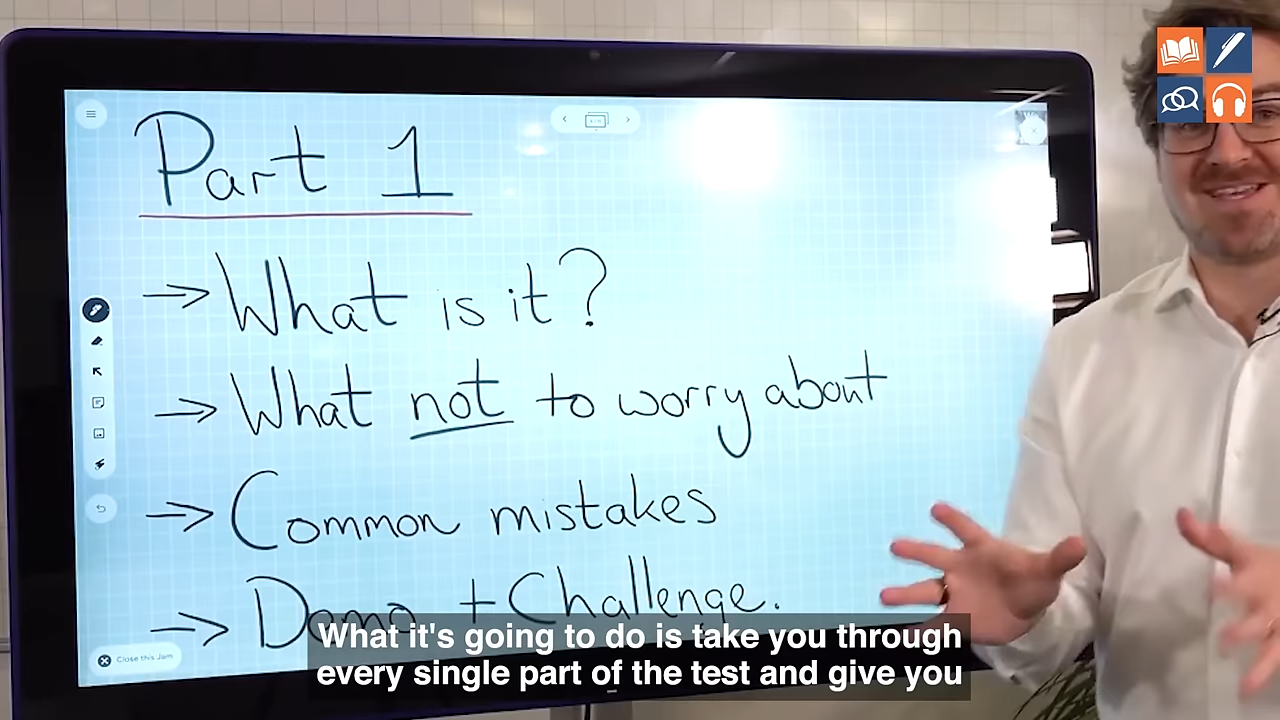 Part 1
→ What is it?
→ What not to worry about
→ Common mistakes
→ Demo + Challenge.
Close this Jam
What it's going to do is take you through
every single part of the test and give you